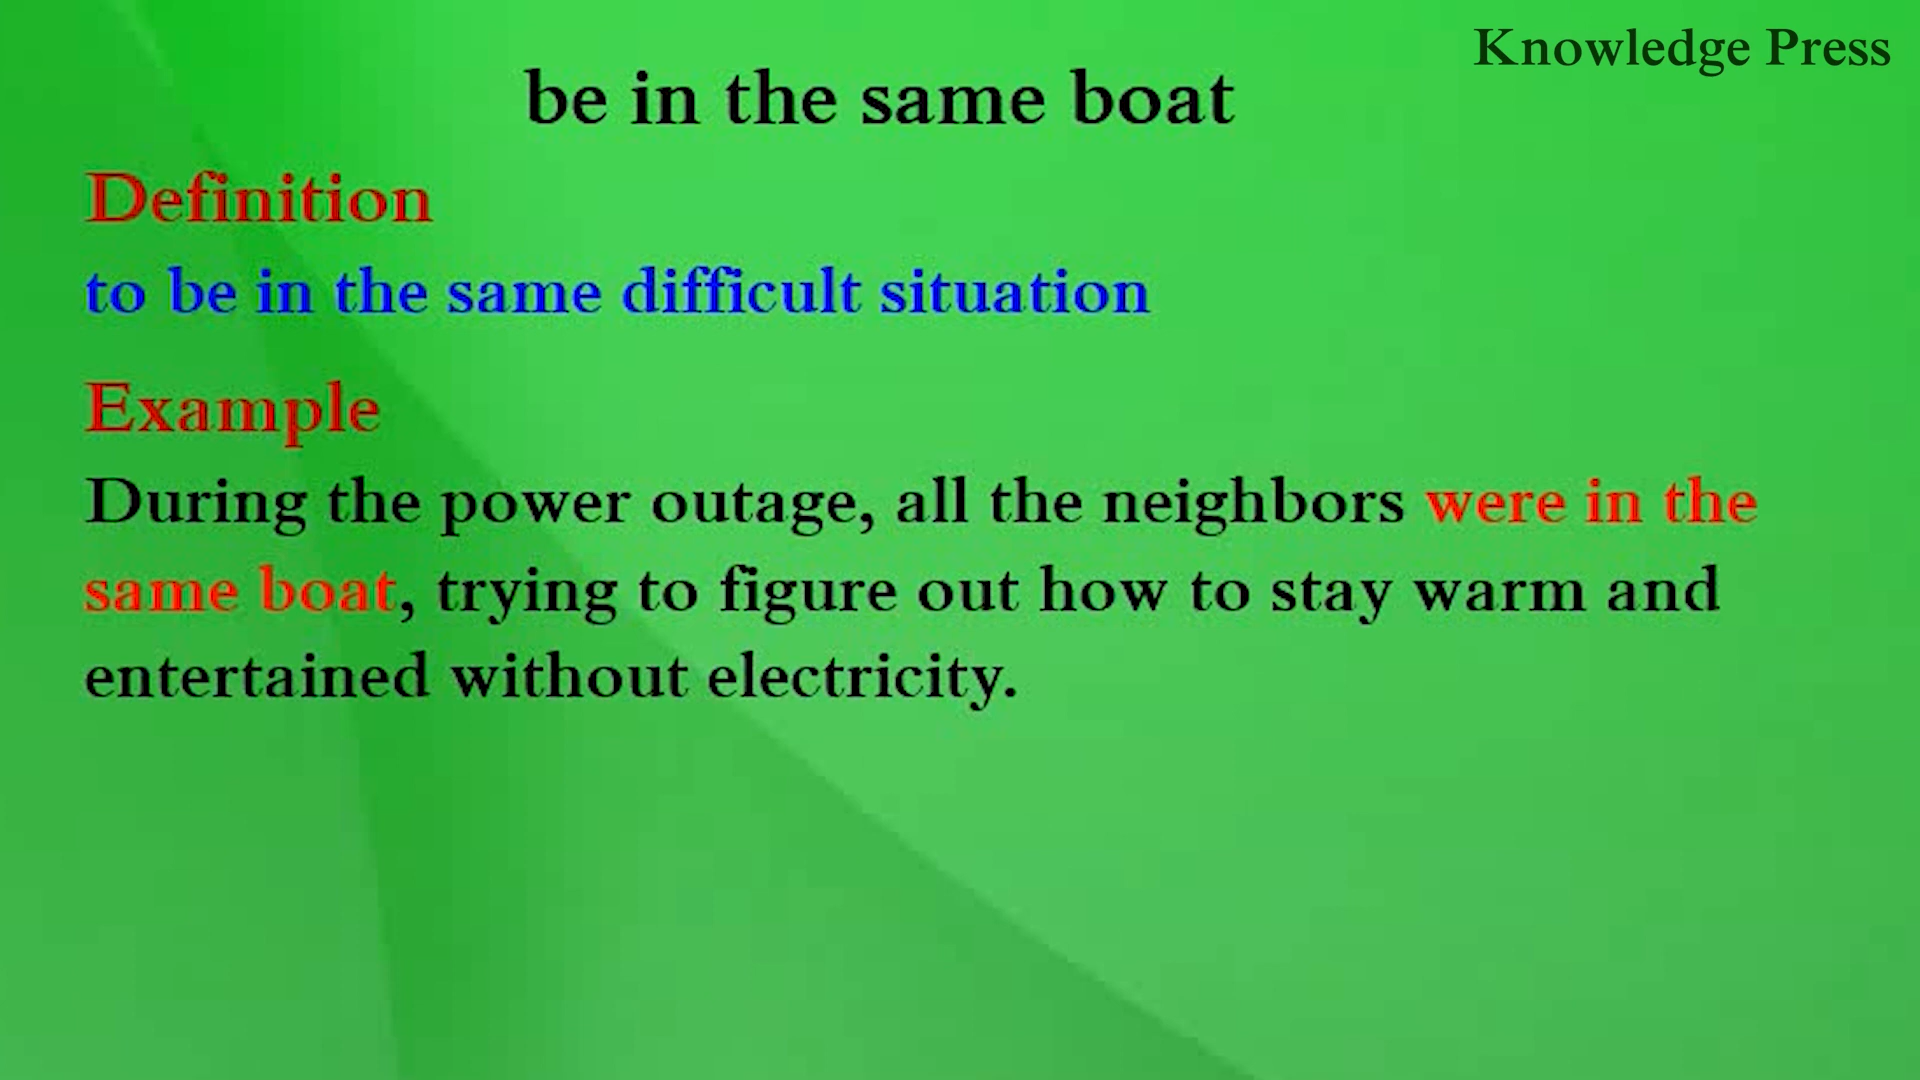 Knowledge Press
be in the same boat
Definition
to be in the same difficult situation
Example
During the power outage, all the neighbors were in the
same boat, trying to figure out how to stay warm and
entertained without electricity.